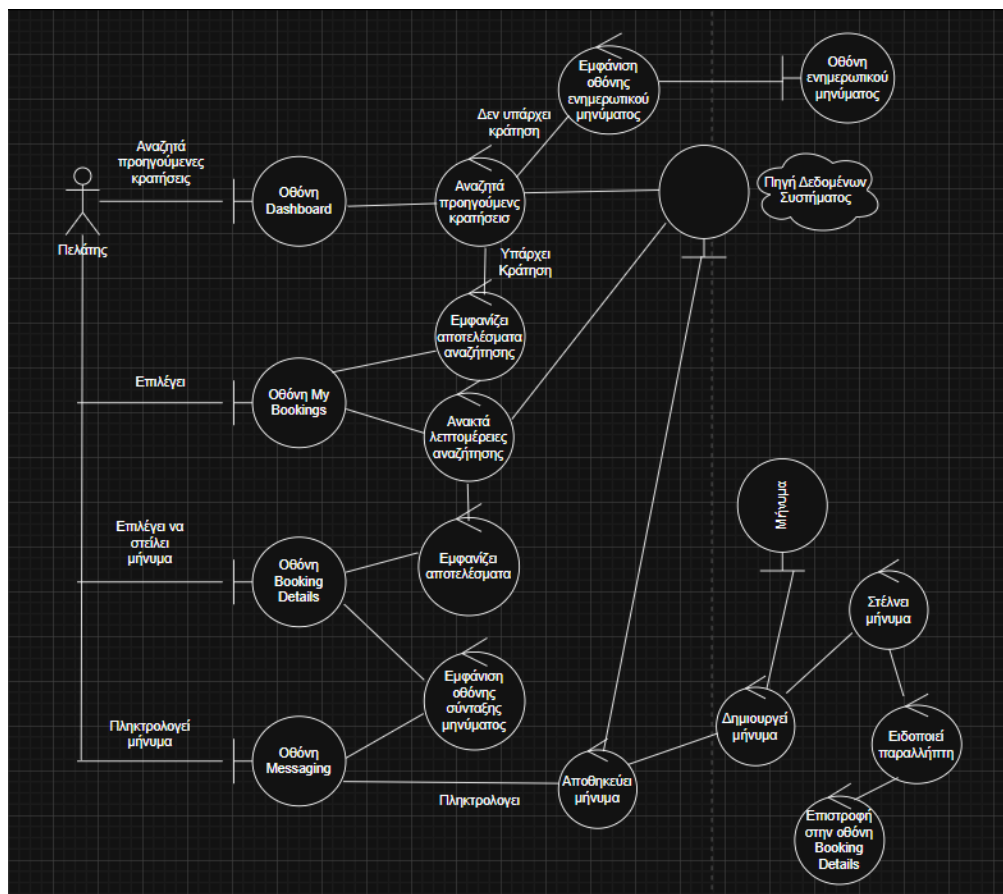 Εμφάνιση
οθόνης
ενημερωτικού
μηνύματος
Οθόνη
ενημερωτικού
μηνύματος
Δεν υπάρχει
κράτηση
Αναζητά
προηγούμενες
κρατήσεις
Οθόνη
Dashboard
Αναζητά
προηγούμενς
κρατήσεισ
Πηγή Δεδομένων
Συστήματος
Πελάτης
Υπάρχει
Κράτηση
Εμφανίζει
αποτελέσματα
αναζήτησης
Επιλέγει
Οθόνη My
Bookings
Ανακτά
λεπτομέρειες
αναζήτησης
Μήνυμα
Επιλέγει να
στείλει
μήνυμα
Οθόνη
Booking
Details
Εμφανίζει
αποτελέσματα
Στέλνει
μήνυμα
Εμφάνιση
οθόνης
σύνταξης
μηνύματος
Δημιουργεί
μήνυμα
Ειδοποιεί
παραλλήπτη
Πληκτρολογεί
μήνυμα
Οθόνη
Messaging
Πληκτρολογει
Αποθηκεύει
μήνυμα
Επιστροφή
στην οθόνη
Booking
Details